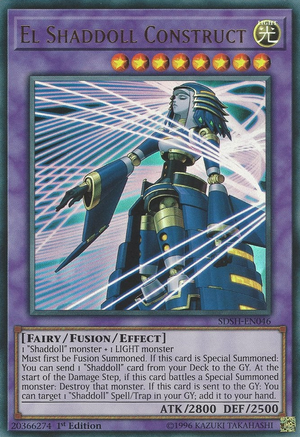 El Shaddoll Construct
光
LIGHT
SDSH-EN046
[Fairy/Fusion/Effect]
1 "Shaddoll" monster + 1 LIGHT monster
Must first be Fusion Summoned. If this card is Special Summoned:
You can send 1 "Shaddoll" card from your Deck to the GY. At the
start of the Damage Step, if this card battles a Special Summoned
monster: Destroy that monster. If this card is sent to the GY: You
can target 1 "Shaddoll" Spell/Trap in your GY; add it to your hand.
ATK/2800 DEF/2500
20366274 1st Edition ©1996 KAZUKI TAKAHASHI